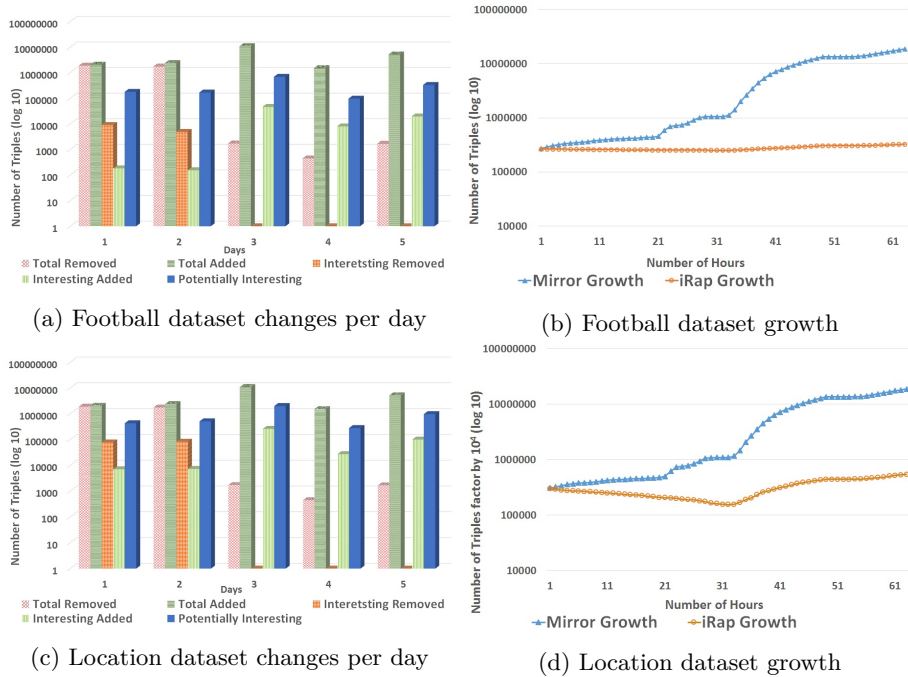 100000000
10000000
1000000
100000
10000
1000
100
10
1
Number of Triples (log 10)
1 2 3 4 5
Days
Total Removed Total Added Interetsting Removed
Interesting Added Potentially Interesting
(a) Football dataset changes per day
100000000
10000000
1000000
100000
10000
Number of Triples (log 10)
1 11 21 31 41 51 61
Number of Hours
Mirror Growth iRap Growth
(b) Football dataset growth
100000000
10000000
1000000
100000
10000
1000
100
10
1
Number of Triples (log 10)
1 2 3 4 5
Days
Total Removed Total Added Interetsting Removed
Interesting Added Potentially Interesting
(c) Location dataset changes per day
100000000
10000000
1000000
100000
10000
Number of Triples factor by 10⁴ (log 10)
1 11 21 31 41 51 61
Number of Hours
Mirror Growth iRap Growth
(d) Location dataset growth